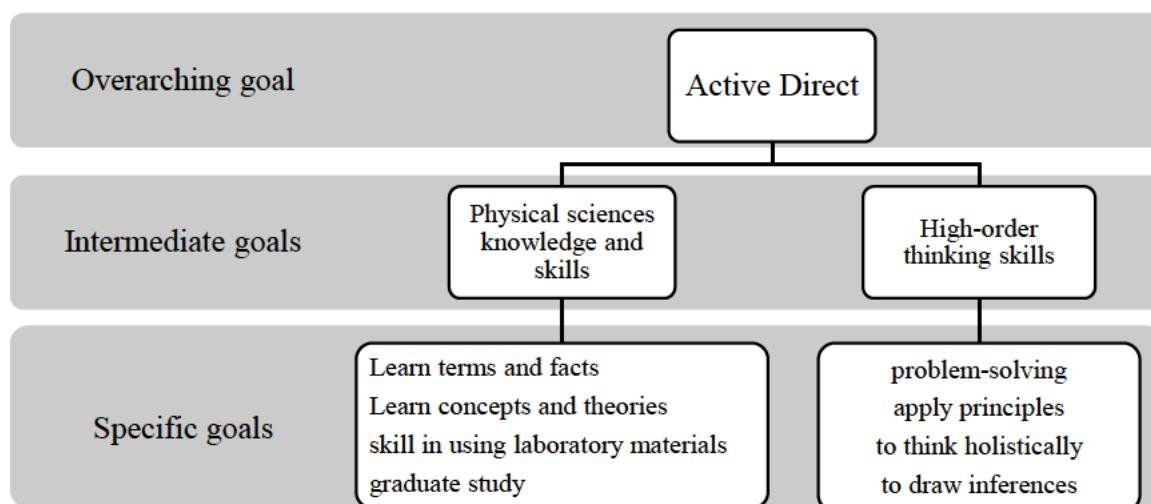 Overarching goal
Active Direct
Intermediate goals
Physical sciences
knowledge and
skills
High-order
thinking skills
Specific goals
Learn terms and facts
Learn concepts and theories
skill in using laboratory materials
graduate study
problem-solving
apply principles
to think holistically
to draw inferences